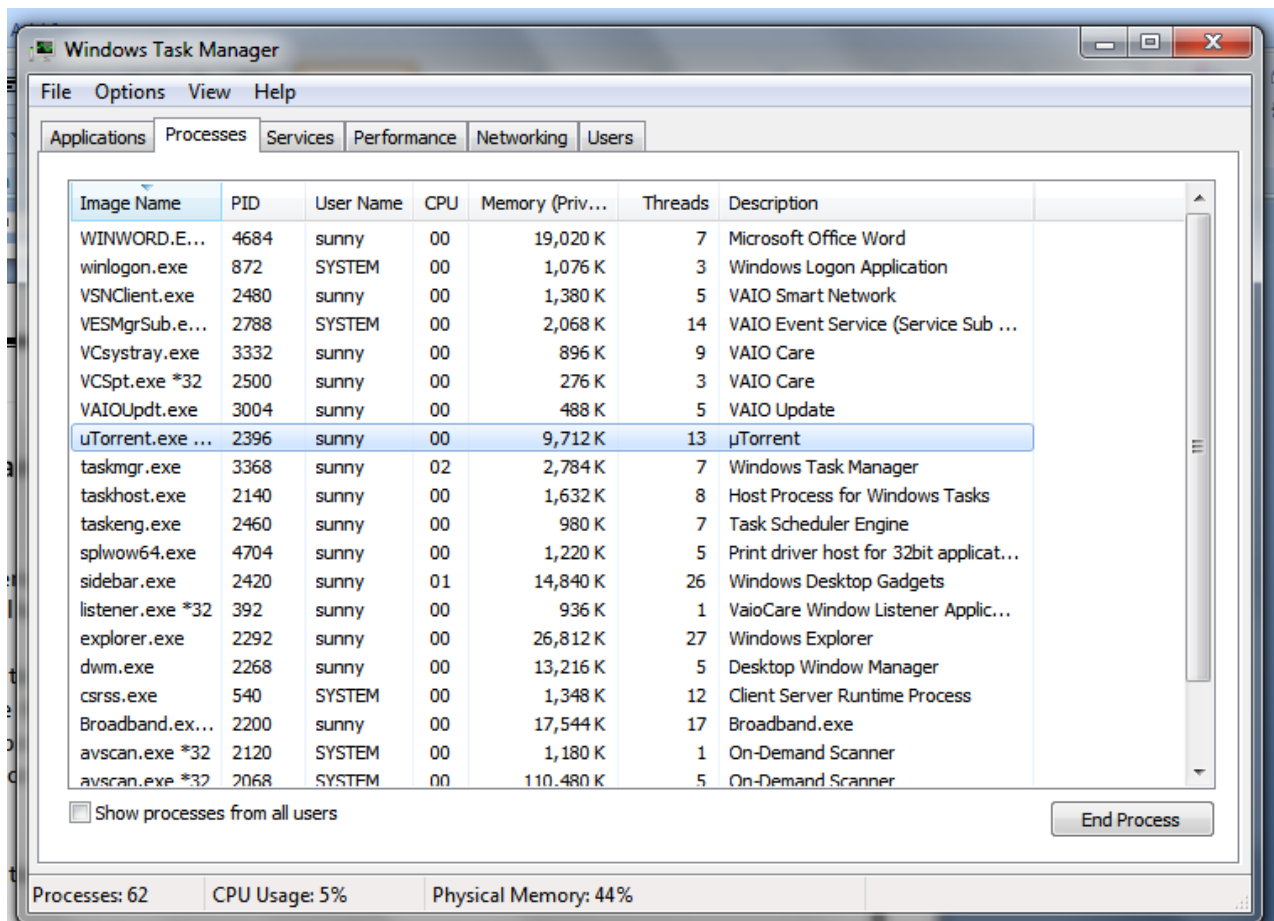 Windows Task Manager
File Options View Help
Applications Processes Services Performance Networking Users
Image Name PID User Name CPU Memory (Priv... Threads Description
WINWORD.E... 4684 sunny 00 19,020 K 7 Microsoft Office Word
winlogon.exe 872 SYSTEM 00 1,076 K 3 Windows Logon Application
VSNClient.exe 2480 sunny 00 1,380 K 5 VAIO Smart Network
VESMgrSub.e... 2788 SYSTEM 00 2,068 K 14 VAIO Event Service (Service Sub ...
VCsystray.exe 3332 sunny 00 896 K 9 VAIO Care
VCSpt.exe *32 2500 sunny 00 276 K 3 VAIO Care
VAIOUpdt.exe 3004 sunny 00 488 K 5 VAIO Update
uTorrent.exe ... 2396 sunny 00 9,712 K 13 µTorrent
taskmgr.exe 3368 sunny 02 2,784 K 7 Windows Task Manager
taskhost.exe 2140 sunny 00 1,632 K 8 Host Process for Windows Tasks
taskeng.exe 2460 sunny 00 980 K 7 Task Scheduler Engine
splwow64.exe 4704 sunny 00 1,220 K 5 Print driver host for 32bit applicat...
sidebar.exe 2420 sunny 01 14,840 K 26 Windows Desktop Gadgets
listener.exe *32 392 sunny 00 936 K 1 VaioCare Window Listener Applic...
explorer.exe 2292 sunny 00 26,812 K 27 Windows Explorer
dwm.exe 2268 sunny 00 13,216 K 5 Desktop Window Manager
csrss.exe 540 SYSTEM 00 1,348 K 12 Client Server Runtime Process
Broadband.ex... 2200 sunny 00 17,544 K 17 Broadband.exe
avscan.exe *32 2120 SYSTEM 00 1,180 K 1 On-Demand Scanner
avscan.exe *32 2068 SYSTEM 00 110,480 K 5 On-Demand Scanner
Show processes from all users
End Process
Processes: 62 CPU Usage: 5% Physical Memory: 44%